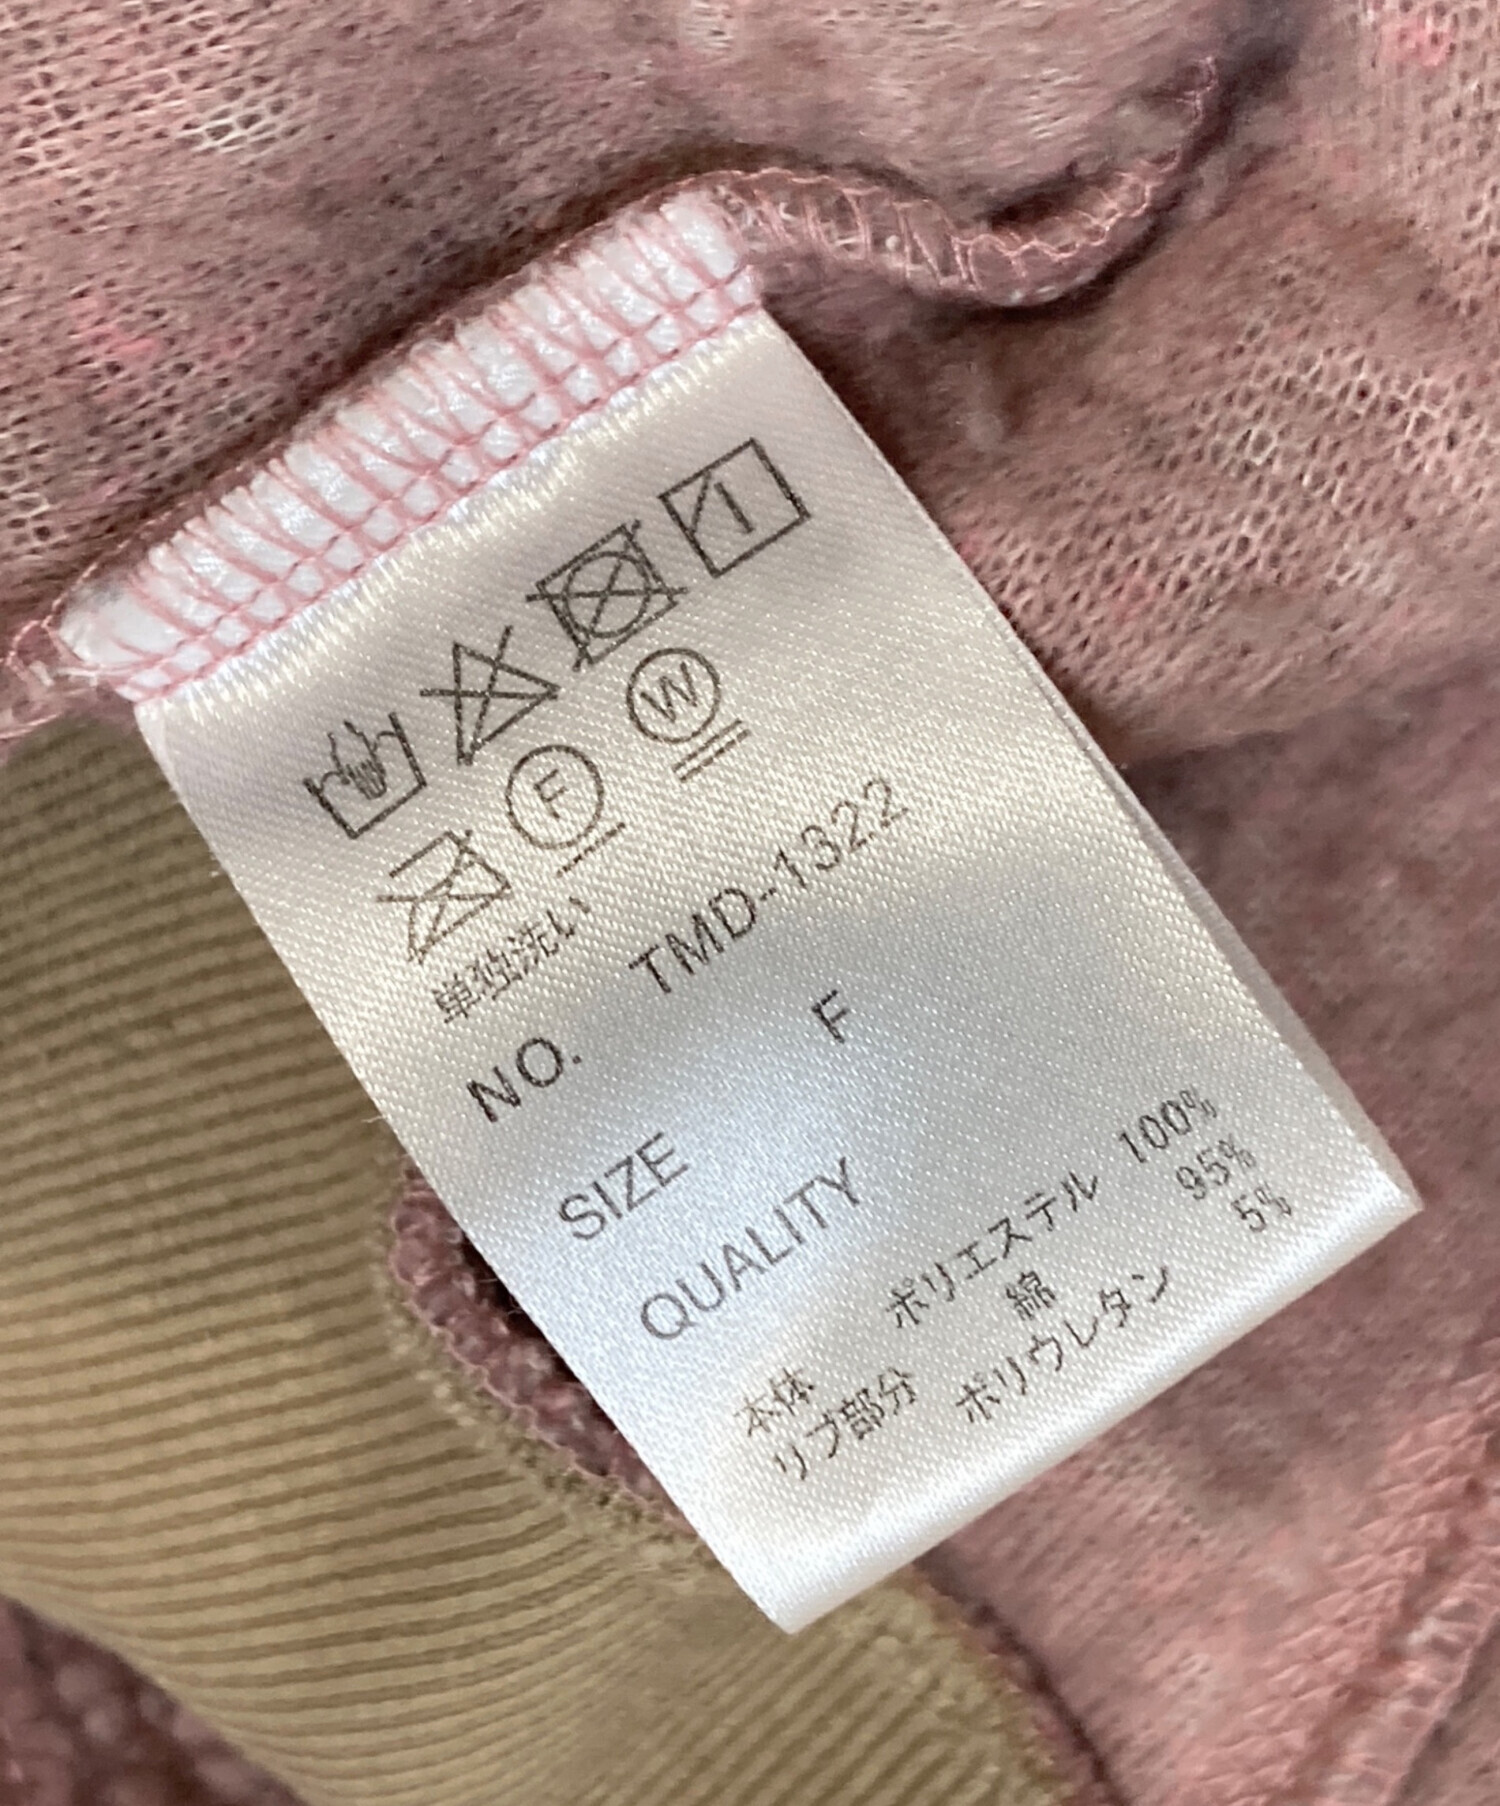 F
W
単独洗い
NO. TMD-1322
SIZE F
QUALITY
本体 ポリエステル 100%
リブ部分 綿 95%
ポリウレタン 5%